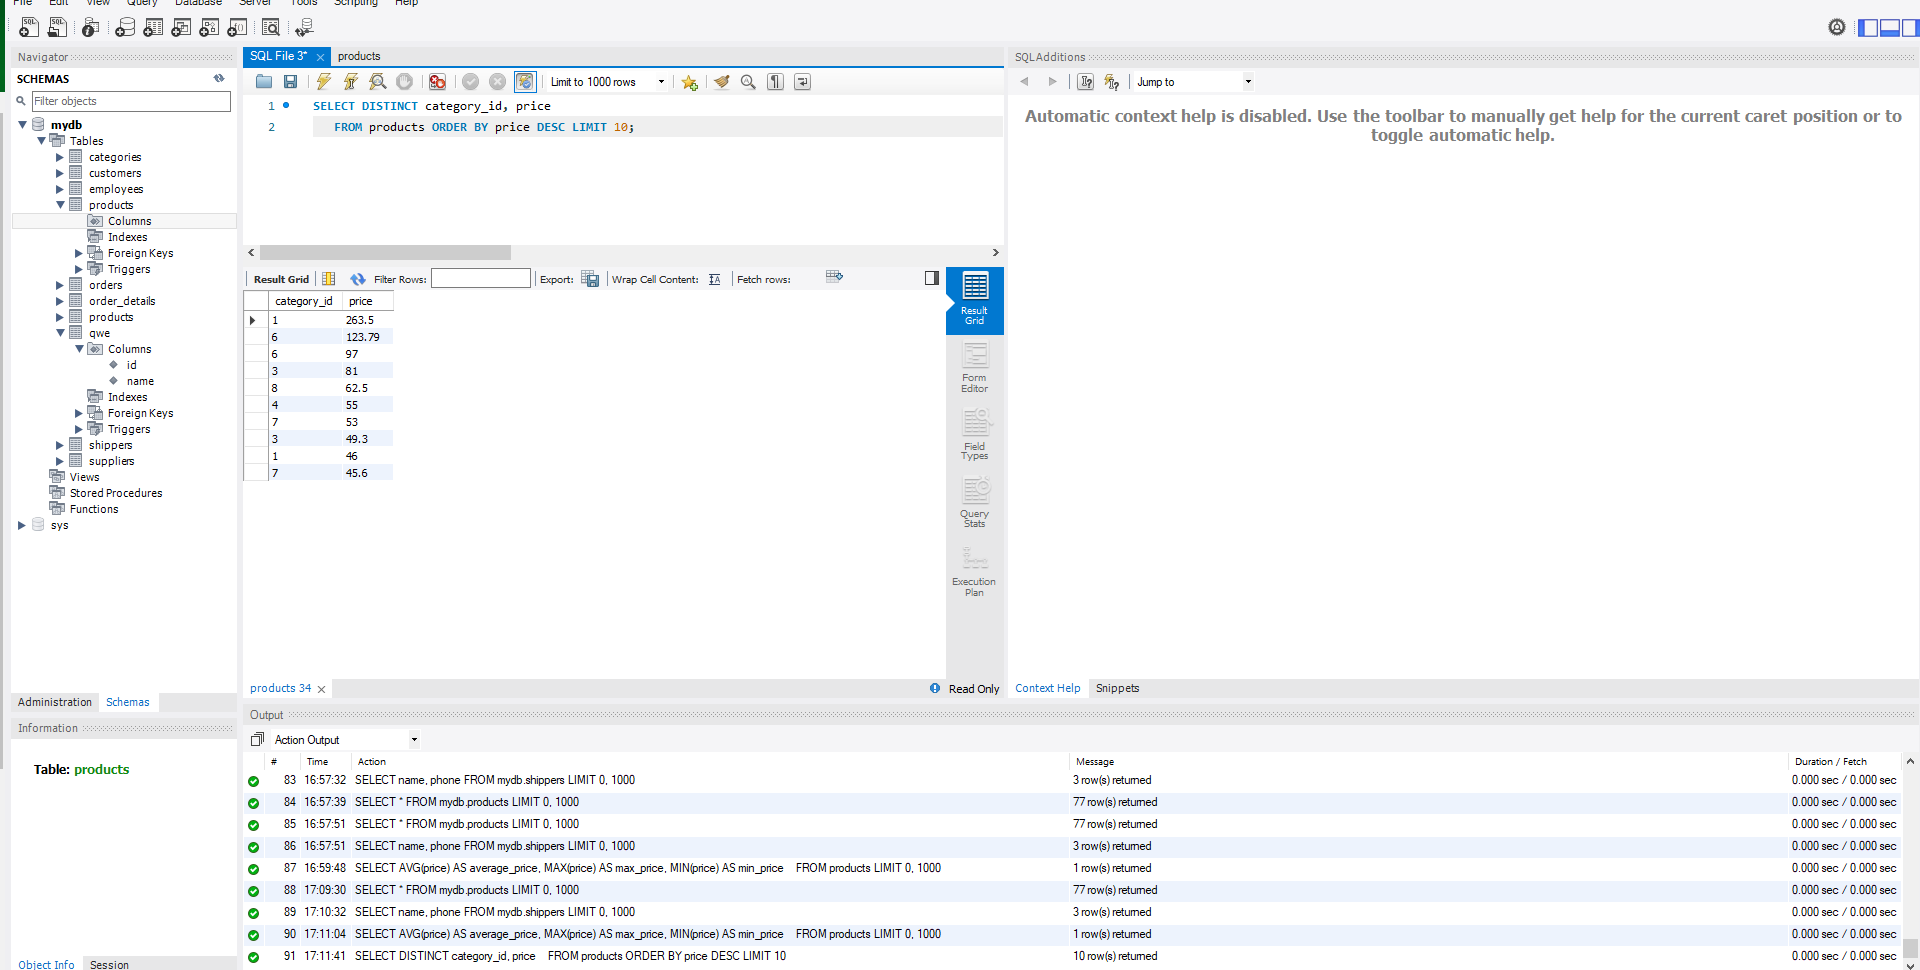 File Edit View Query Database Server Tools Scripting Help
Navigator
SCHEMAS
Filter objects
mydb
Tables
categories
customers
employees
products
Columns
Indexes
Foreign Keys
Triggers
orders
order_details
products
qwe
Columns
id
name
Indexes
Foreign Keys
Triggers
shippers
suppliers
Views
Stored Procedures
Functions
sys
Administration Schemas
Information
Table: products
Object Info Session
SQL File 3* products
Limit to 1000 rows
1 SELECT DISTINCT category_id, price
2 FROM products ORDER BY price DESC LIMIT 10;
Result Grid Filter Rows: Export: Wrap Cell Content: Fetch rows:
category_id price
1 263.5
6 123.79
6 97
3 81
8 62.5
4 55
7 53
3 49.3
1 46
7 45.6
Result Grid
Form Editor
Field Types
Query Stats
Execution Plan
products 34 Read Only
SQLAdditions
Jump to
Automatic context help is disabled. Use the toolbar to manually get help for the current caret position or to
toggle automatic help.
Context Help Snippets
Output
Action Output
# Time Action Message Duration / Fetch
83 16:57:32 SELECT name, phone FROM mydb.shippers LIMIT 0, 1000 3 row(s) returned 0.000 sec / 0.000 sec
84 16:57:39 SELECT * FROM mydb.products LIMIT 0, 1000 77 row(s) returned 0.000 sec / 0.000 sec
85 16:57:51 SELECT * FROM mydb.products LIMIT 0, 1000 77 row(s) returned 0.000 sec / 0.000 sec
86 16:57:51 SELECT name, phone FROM mydb.shippers LIMIT 0, 1000 3 row(s) returned 0.000 sec / 0.000 sec
87 16:59:48 SELECT AVG(price) AS average_price, MAX(price) AS max_price, MIN(price) AS min_price FROM products LIMIT 0, 1000 1 row(s) returned 0.000 sec / 0.000 sec
88 17:09:30 SELECT * FROM mydb.products LIMIT 0, 1000 77 row(s) returned 0.000 sec / 0.000 sec
89 17:10:32 SELECT name, phone FROM mydb.shippers LIMIT 0, 1000 3 row(s) returned 0.000 sec / 0.000 sec
90 17:11:04 SELECT AVG(price) AS average_price, MAX(price) AS max_price, MIN(price) AS min_price FROM products LIMIT 0, 1000 1 row(s) returned 0.000 sec / 0.000 sec
91 17:11:41 SELECT DISTINCT category_id, price FROM products ORDER BY price DESC LIMIT 10 10 row(s) returned 0.000 sec / 0.000 sec